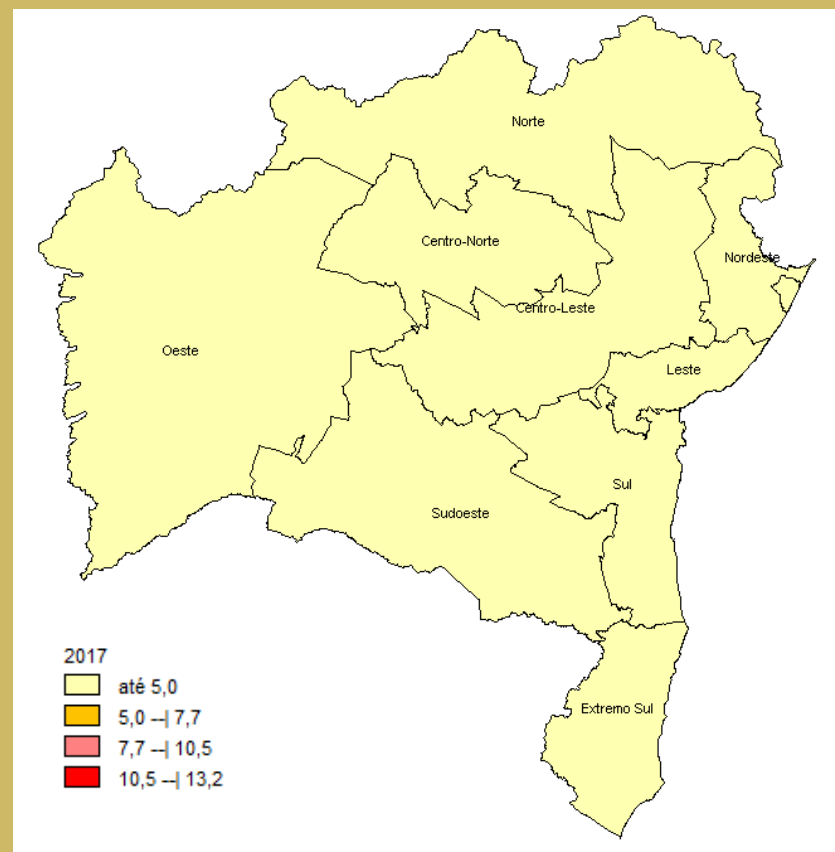 Norte
Centro-Norte
Nordeste
Centro-Leste
Oeste
Leste
Sul
Sudoeste
Extremo Sul
2017
até 5,0
5,0 --| 7,7
7,7 --| 10,5
10,5 --| 13,2